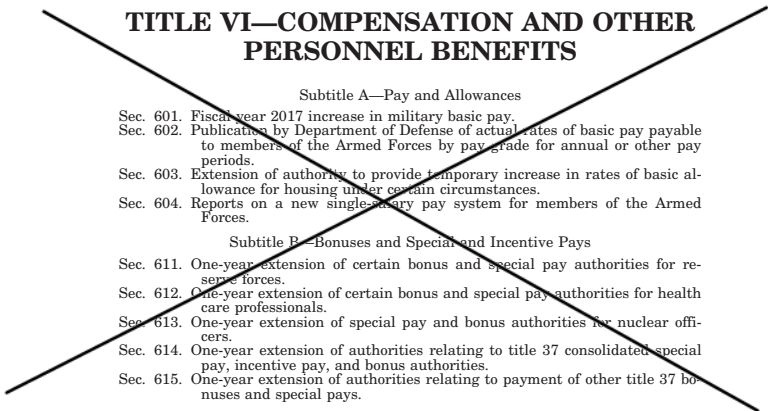 TITLE VI—COMPENSATION AND OTHER
PERSONNEL BENEFITS
Subtitle A—Pay and Allowances
Sec. 601. Fiscal year 2017 increase in military basic pay.
Sec. 602. Publication by Department of Defense of actual rates of basic pay payable
to members of the Armed Forces by pay grade for annual or other pay
periods.
Sec. 603. Extension of authority to provide temporary increase in rates of basic al-
lowance for housing under certain circumstances.
Sec. 604. Reports on a new single-salary pay system for members of the Armed
Forces.
Subtitle B—Bonuses and Special and Incentive Pays
Sec. 611. One-year extension of certain bonus and special pay authorities for re-
serve forces.
Sec. 612. One-year extension of certain bonus and special pay authorities for health
care professionals.
Sec. 613. One-year extension of special pay and bonus authorities for nuclear offi-
cers.
Sec. 614. One-year extension of authorities relating to title 37 consolidated special
pay, incentive pay, and bonus authorities.
Sec. 615. One-year extension of authorities relating to payment of other title 37 bo-
nuses and special pays.